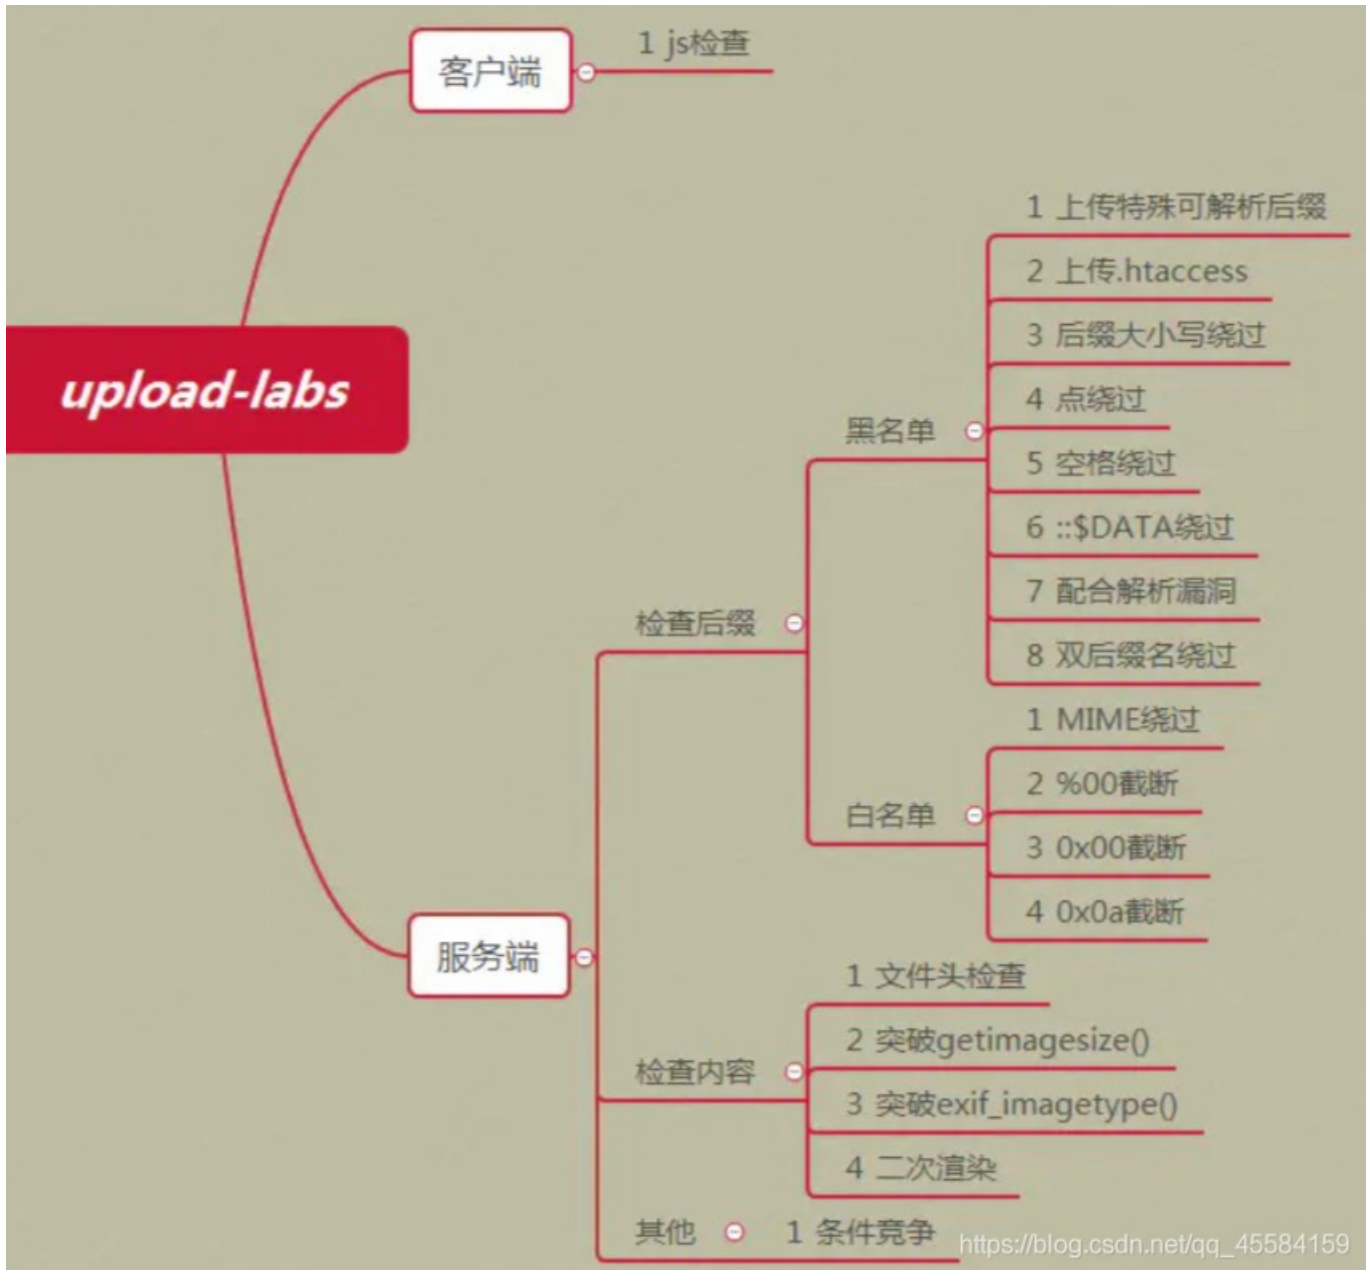 客户端
1 js检查
upload-labs
服务端
检查后缀
黑名单
1 上传特殊可解析后缀
2 上传.htaccess
3 后缀大小写绕过
4 点绕过
5 空格绕过
6 ::$DATA绕过
7 配合解析漏洞
8 双后缀名绕过
白名单
1 MIME绕过
2 %00截断
3 0x00截断
4 0x0a截断
检查内容
1 文件头检查
2 突破getimagesize()
3 突破exif_imagetype()
4 二次渲染
其他
1 条件竞争
https://blog.csdn.net/qq_45584159